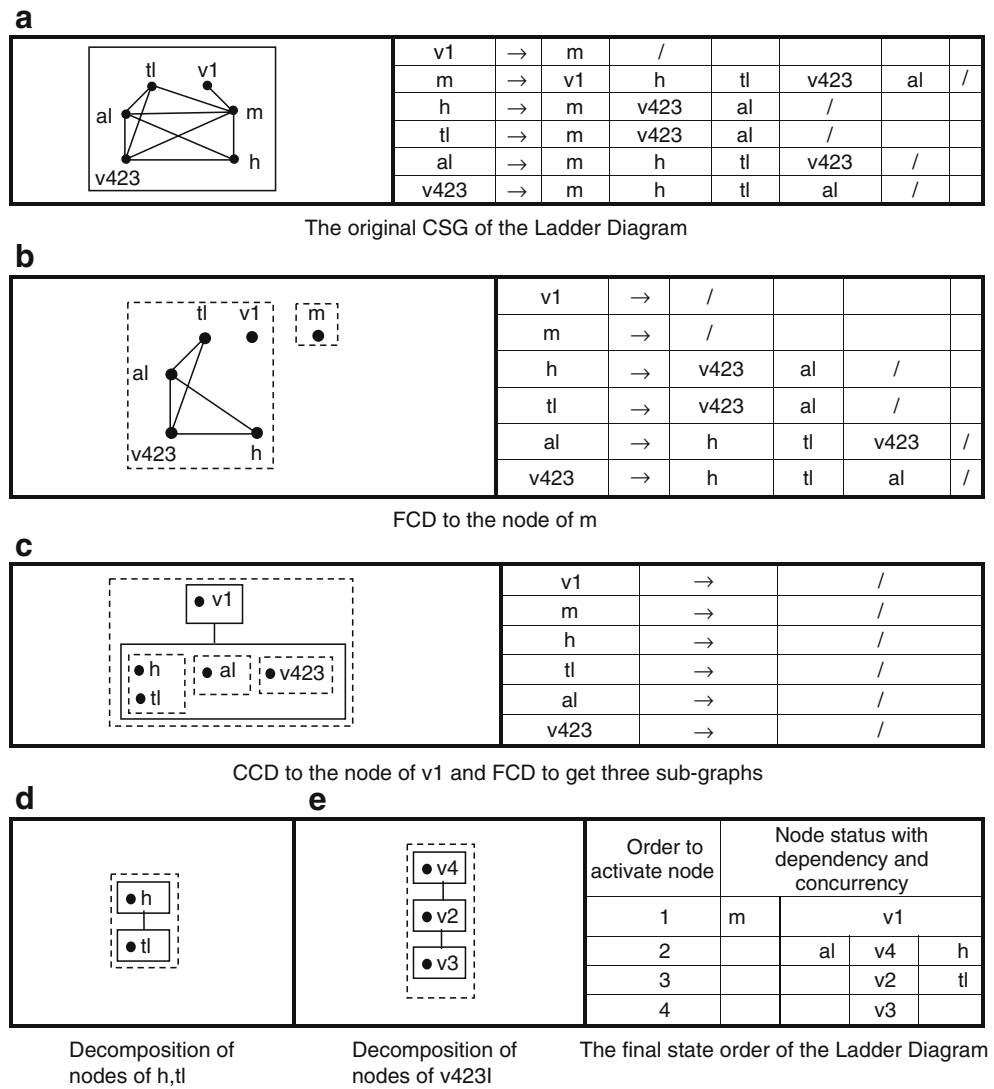 a
tl v1
al m
v423 h
v1 → m /
m → v1 h tl v423 al /
h → m v423 al /
tl → m v423 al /
al → m h tl v423 /
v423 → m h tl al /
The original CSG of the Ladder Diagram
b
tl v1 m
al
v423 h
v1 → /
m → /
h → v423 al /
tl → v423 al /
al → h tl v423 /
v423 → h tl al /
FCD to the node of m
c
v1
h al v423
tl
v1 → /
m → /
h → /
tl → /
al → /
v423 → /
CCD to the node of v1 and FCD to get three sub-graphs
d
h
tl
Decomposition of
nodes of h,tl
e
v4
v2
v3
Decomposition of
nodes of v423l
Order to
activate node
Node status with
dependency and
concurrency
1 m v1
2 al v4 h
3 v2 tl
4 v3
The final state order of the Ladder Diagram